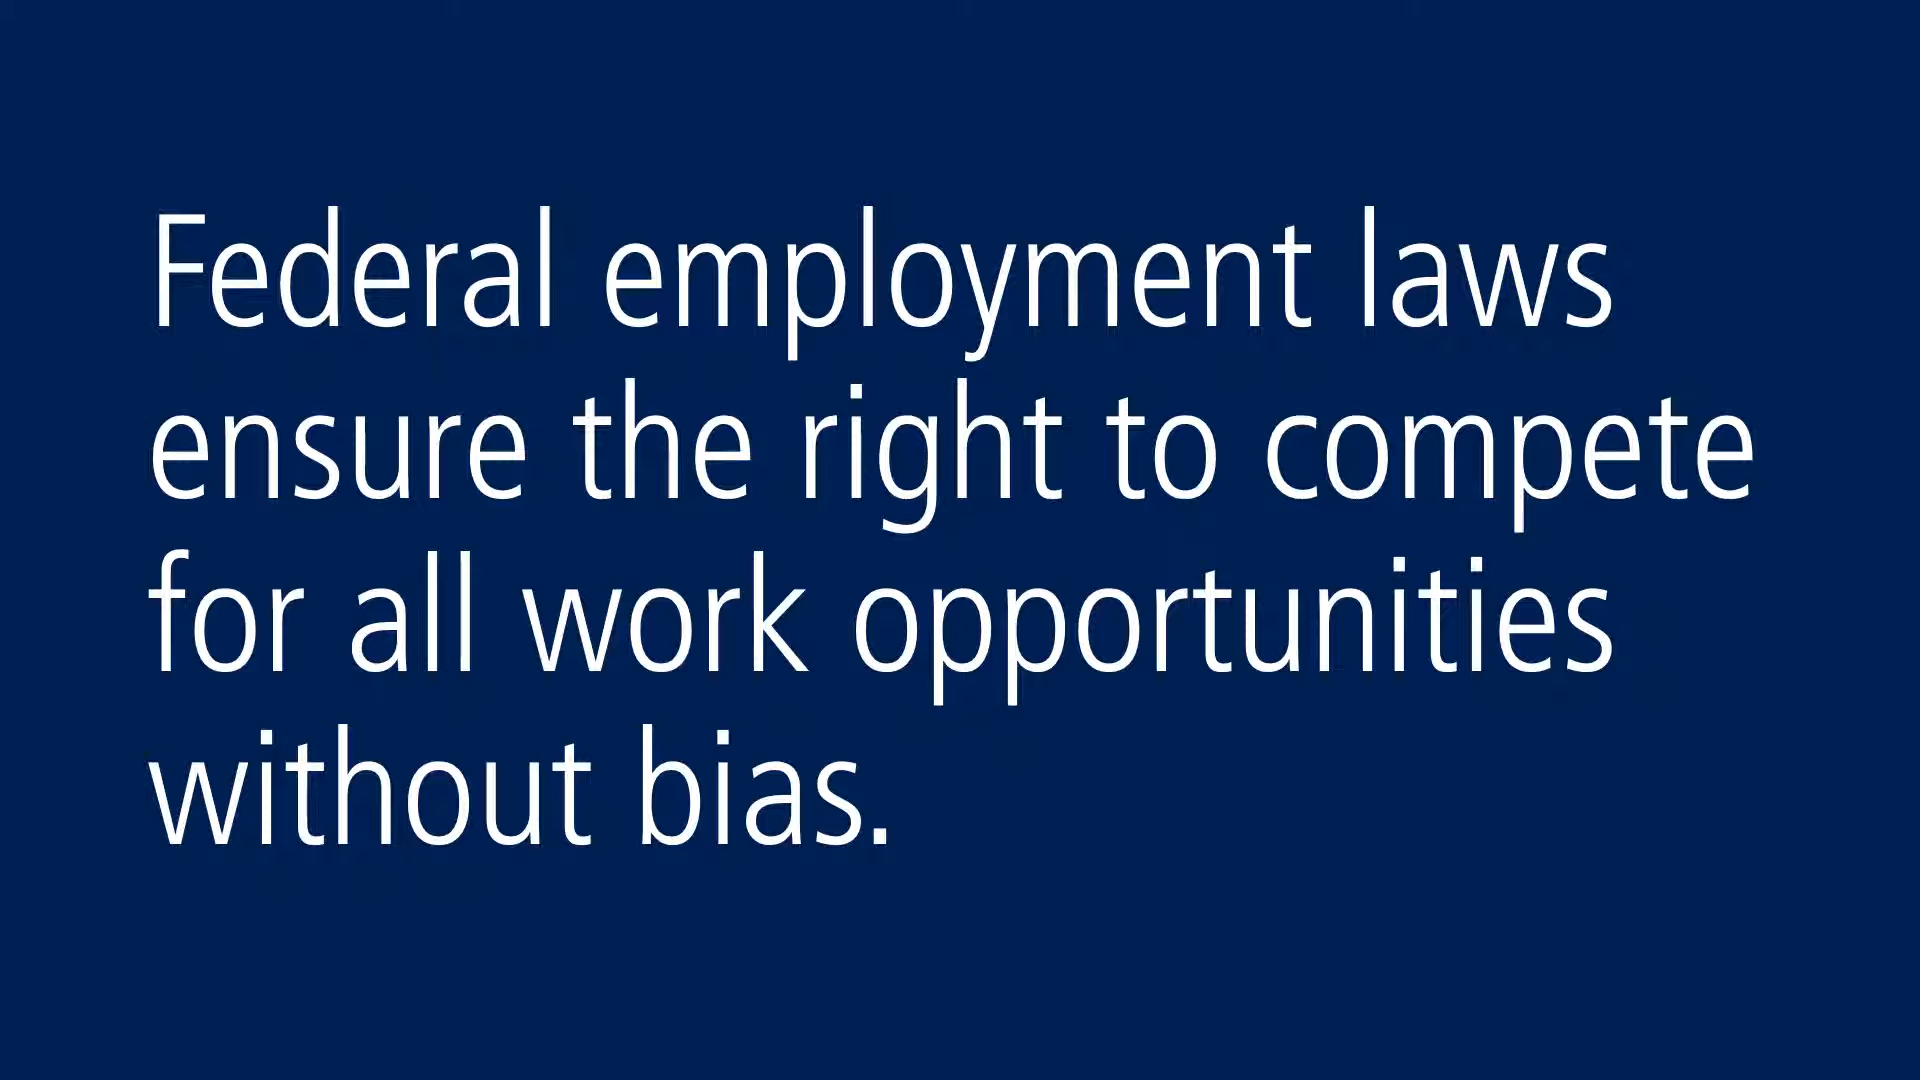 Federal employment laws
ensure the right to compete
for all work opportunities
without bias.